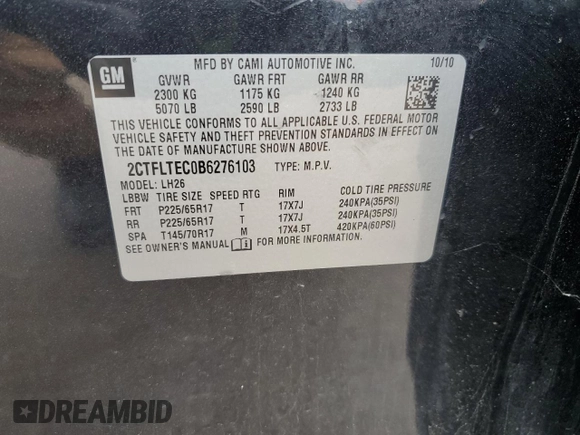 GM
MFD BY CAMI AUTOMOTIVE INC. 10/10
GVWR GAWR FRT GAWR RR
2300 KG 1175 KG 1240 KG
5070 LB 2590 LB 2733 LB
THIS VEHICLE CONFORMS TO ALL APPLICABLE U.S. FEDERAL MOTOR
VEHICLE SAFETY AND THEFT PREVENTION STANDARDS IN EFFECT ON
THE DATE OF MANUFACTURE SHOWN ABOVE.
2CTFLTEC0B6276103 TYPE: M.P.V.
MODEL: LH26
LBBW TIRE SIZE SPEED RTG RIM COLD TIRE PRESSURE
FRT P225/65R17 T 17X7J 240KPA(35PSI)
RR P225/65R17 T 17X7J 240KPA(35PSI)
SPA T145/70R17 M 17X4.5T 420KPA(60PSI)
SEE OWNER'S MANUAL FOR MORE INFORMATION.
DREAMBID